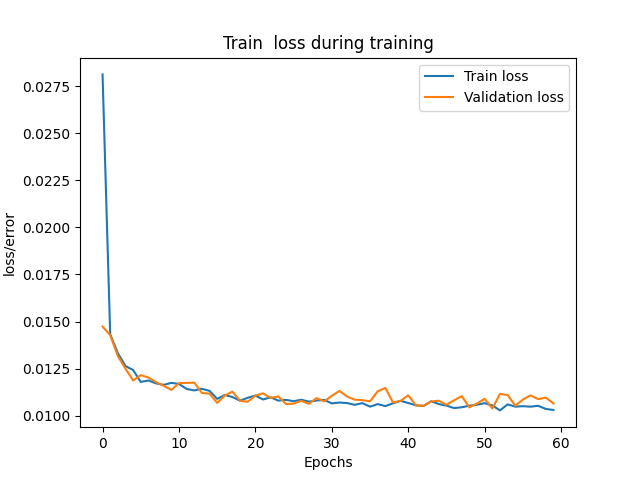 Train  loss during training
Train loss
Validation loss
0.0275
0.0250
0.0225
0.0200
0.0175
0.0150
0.0125
0.0100
loss/error
0 10 20 30 40 50 60
Epochs